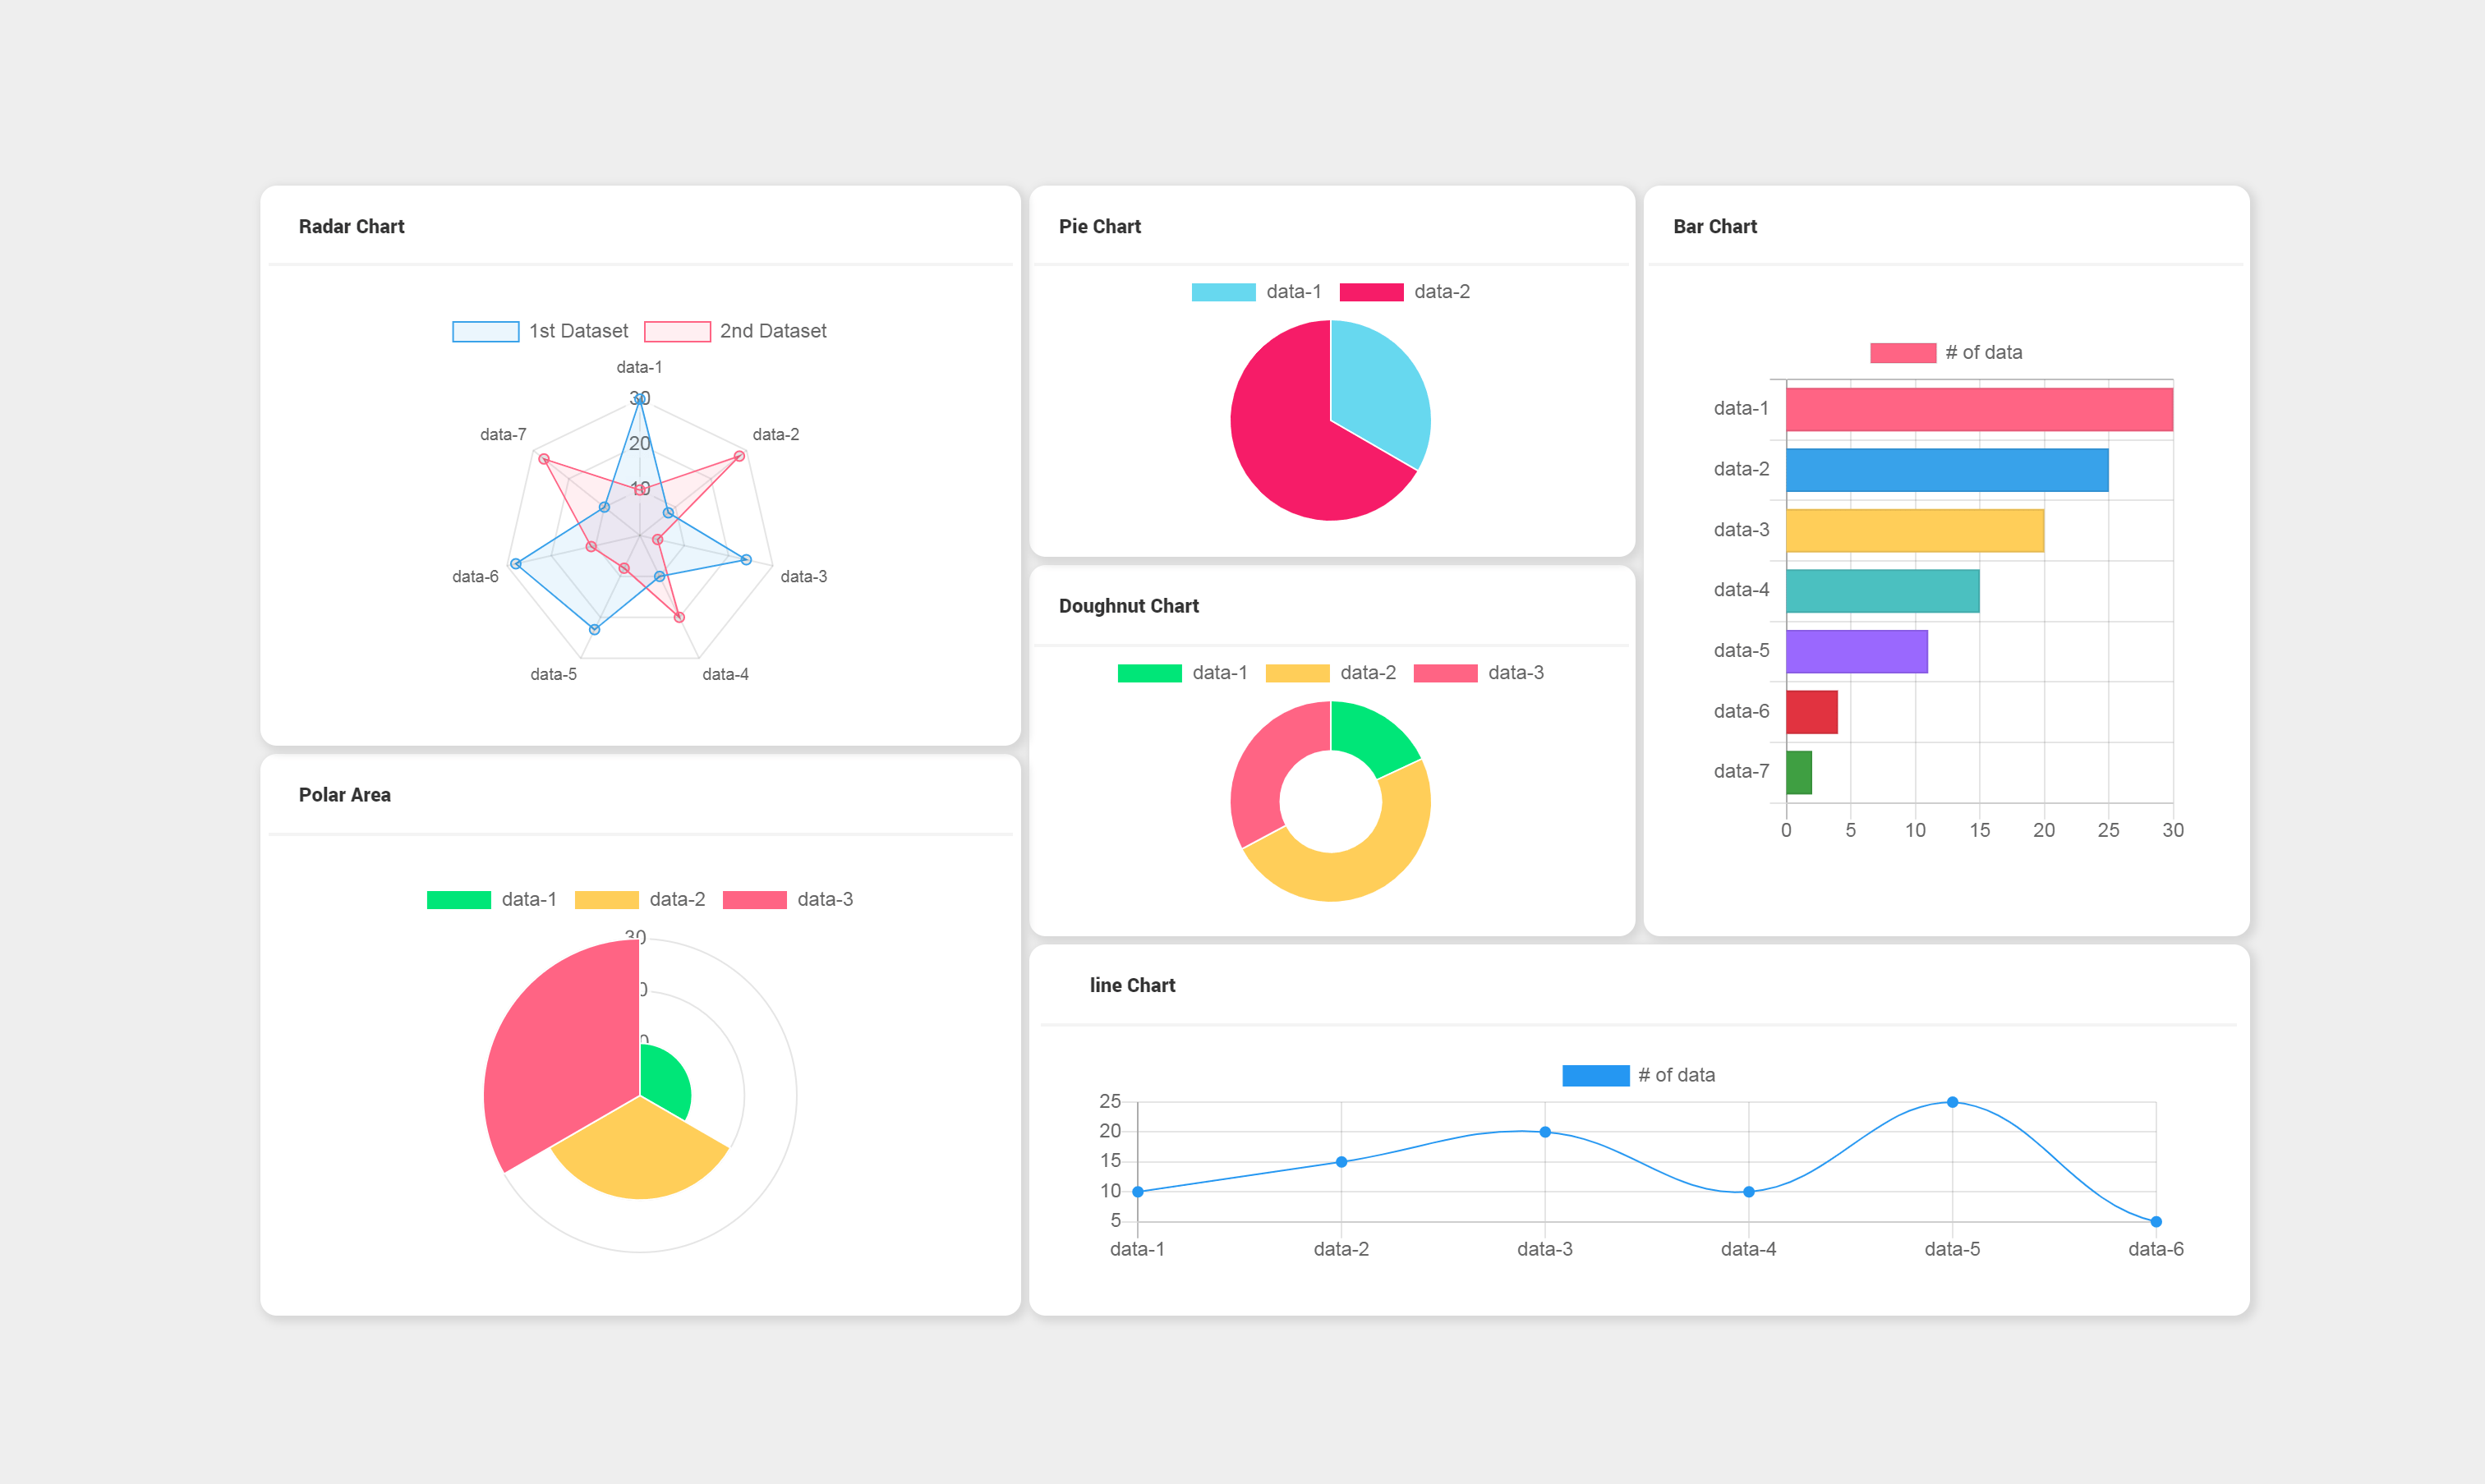 Radar Chart
1st Dataset 2nd Dataset
data-1
30
data-7 20 data-2
10
data-6 data-3
data-5 data-4
Pie Chart
data-1 data-2
Doughnut Chart
data-1 data-2 data-3
Bar Chart
# of data
data-1
data-2
data-3
data-4
data-5
data-6
data-7
0 5 10 15 20 25 30
Polar Area
data-1 data-2 data-3
30
0
0
line Chart
# of data
25
20
15
10
5
data-1 data-2 data-3 data-4 data-5 data-6